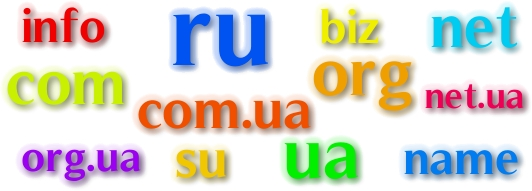 info
ru
biz
net
com
org
com.ua
net.ua
org.ua
su
ua
name